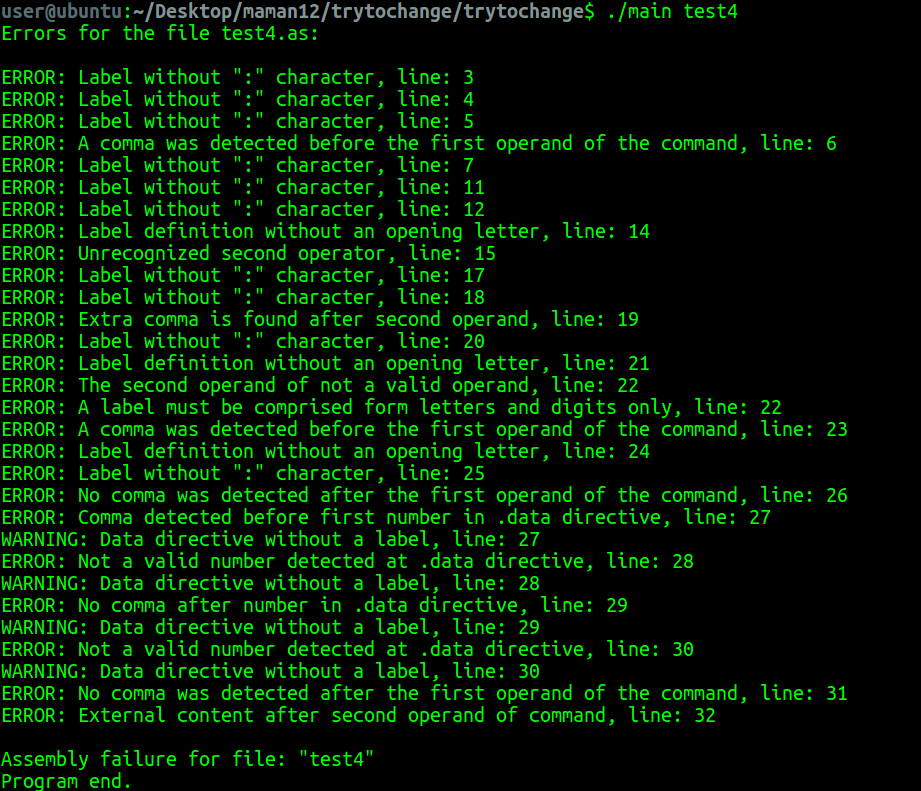 user@ubuntu:~/Desktop/maman12/trytochange/trytochange$ ./main test4
Errors for the file test4.as:
ERROR: Label without ":" character, line: 3
ERROR: Label without ":" character, line: 4
ERROR: Label without ":" character, line: 5
ERROR: A comma was detected before the first operand of the command, line: 6
ERROR: Label without ":" character, line: 7
ERROR: Label without ":" character, line: 11
ERROR: Label without ":" character, line: 12
ERROR: Label definition without an opening letter, line: 14
ERROR: Unrecognized second operator, line: 15
ERROR: Label without ":" character, line: 17
ERROR: Label without ":" character, line: 18
ERROR: Extra comma is found after second operand, line: 19
ERROR: Label without ":" character, line: 20
ERROR: Label definition without an opening letter, line: 21
ERROR: The second operand of not a valid operand, line: 22
ERROR: A label must be comprised form letters and digits only, line: 22
ERROR: A comma was detected before the first operand of the command, line: 23
ERROR: Label definition without an opening letter, line: 24
ERROR: Label without ":" character, line: 25
ERROR: No comma was detected after the first operand of the command, line: 26
ERROR: Comma detected before first number in .data directive, line: 27
WARNING: Data directive without a label, line: 27
ERROR: Not a valid number detected at .data directive, line: 28
WARNING: Data directive without a label, line: 28
ERROR: No comma after number in .data directive, line: 29
WARNING: Data directive without a label, line: 29
ERROR: Not a valid number detected at .data directive, line: 30
WARNING: Data directive without a label, line: 30
ERROR: No comma was detected after the first operand of the command, line: 31
ERROR: External content after second operand of command, line: 32
Assembly failure for file: "test4"
Program end.